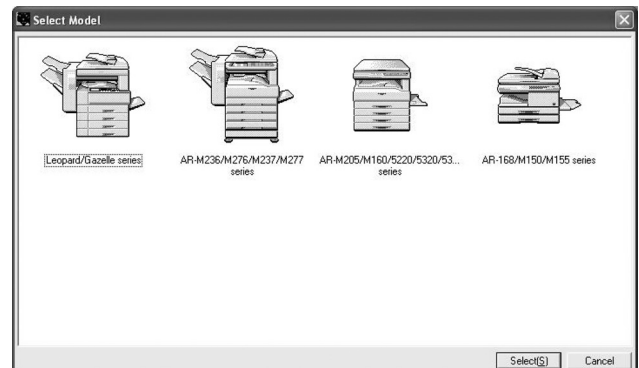 Select Model
Leopard/Gazelle series
AR-M236/M276/M237/M277
series
AR-M205/M160/5220/5320/53...
series
AR-168/M150/M155 series
Select(S)
Cancel